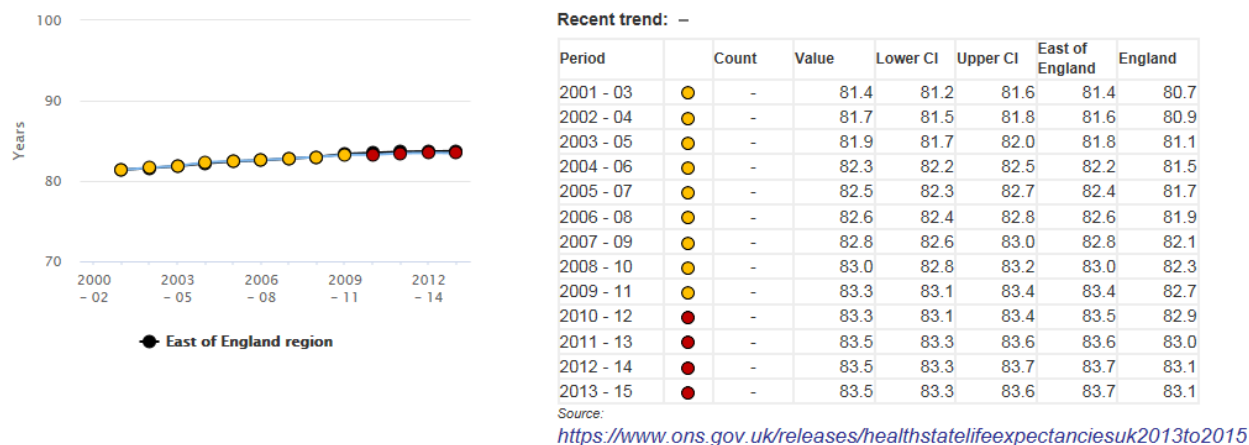 100
90
80
70
Years
2000 - 02
2003 - 05
2006 - 08
2009 - 11
2012 - 14
East of England region
Recent trend: –
Period Count Value Lower CI Upper CI East of England England
2001 - 03 - 81.4 81.2 81.6 81.4 80.7
2002 - 04 - 81.7 81.5 81.8 81.6 80.9
2003 - 05 - 81.9 81.7 82.0 81.8 81.1
2004 - 06 - 82.3 82.2 82.5 82.2 81.5
2005 - 07 - 82.5 82.3 82.7 82.4 81.7
2006 - 08 - 82.6 82.4 82.8 82.6 81.9
2007 - 09 - 82.8 82.6 83.0 82.8 82.1
2008 - 10 - 83.0 82.8 83.2 83.0 82.3
2009 - 11 - 83.3 83.1 83.4 83.4 82.7
2010 - 12 - 83.3 83.1 83.4 83.5 82.9
2011 - 13 - 83.5 83.3 83.6 83.6 83.0
2012 - 14 - 83.5 83.3 83.7 83.7 83.1
2013 - 15 - 83.5 83.3 83.6 83.7 83.1
Source:
https://www.ons.gov.uk/releases/healthstatelifeexpectanciesuk2013to2015